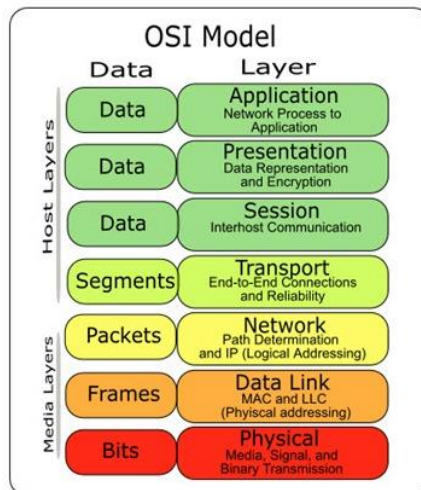 OSI Model
Data Layer
Host Layers
Data
Application
Network Process to
Application
Data
Presentation
Data Representation
and Encryption
Data
Session
Interhost Communication
Segments
Transport
End-to-End Connections
and Reliability
Media Layers
Packets
Network
Path Determination
and IP (Logical Addressing)
Frames
Data Link
MAC and LLC
(Phyiscal addressing)
Bits
Physical
Media, Signal, and
Binary Transmission